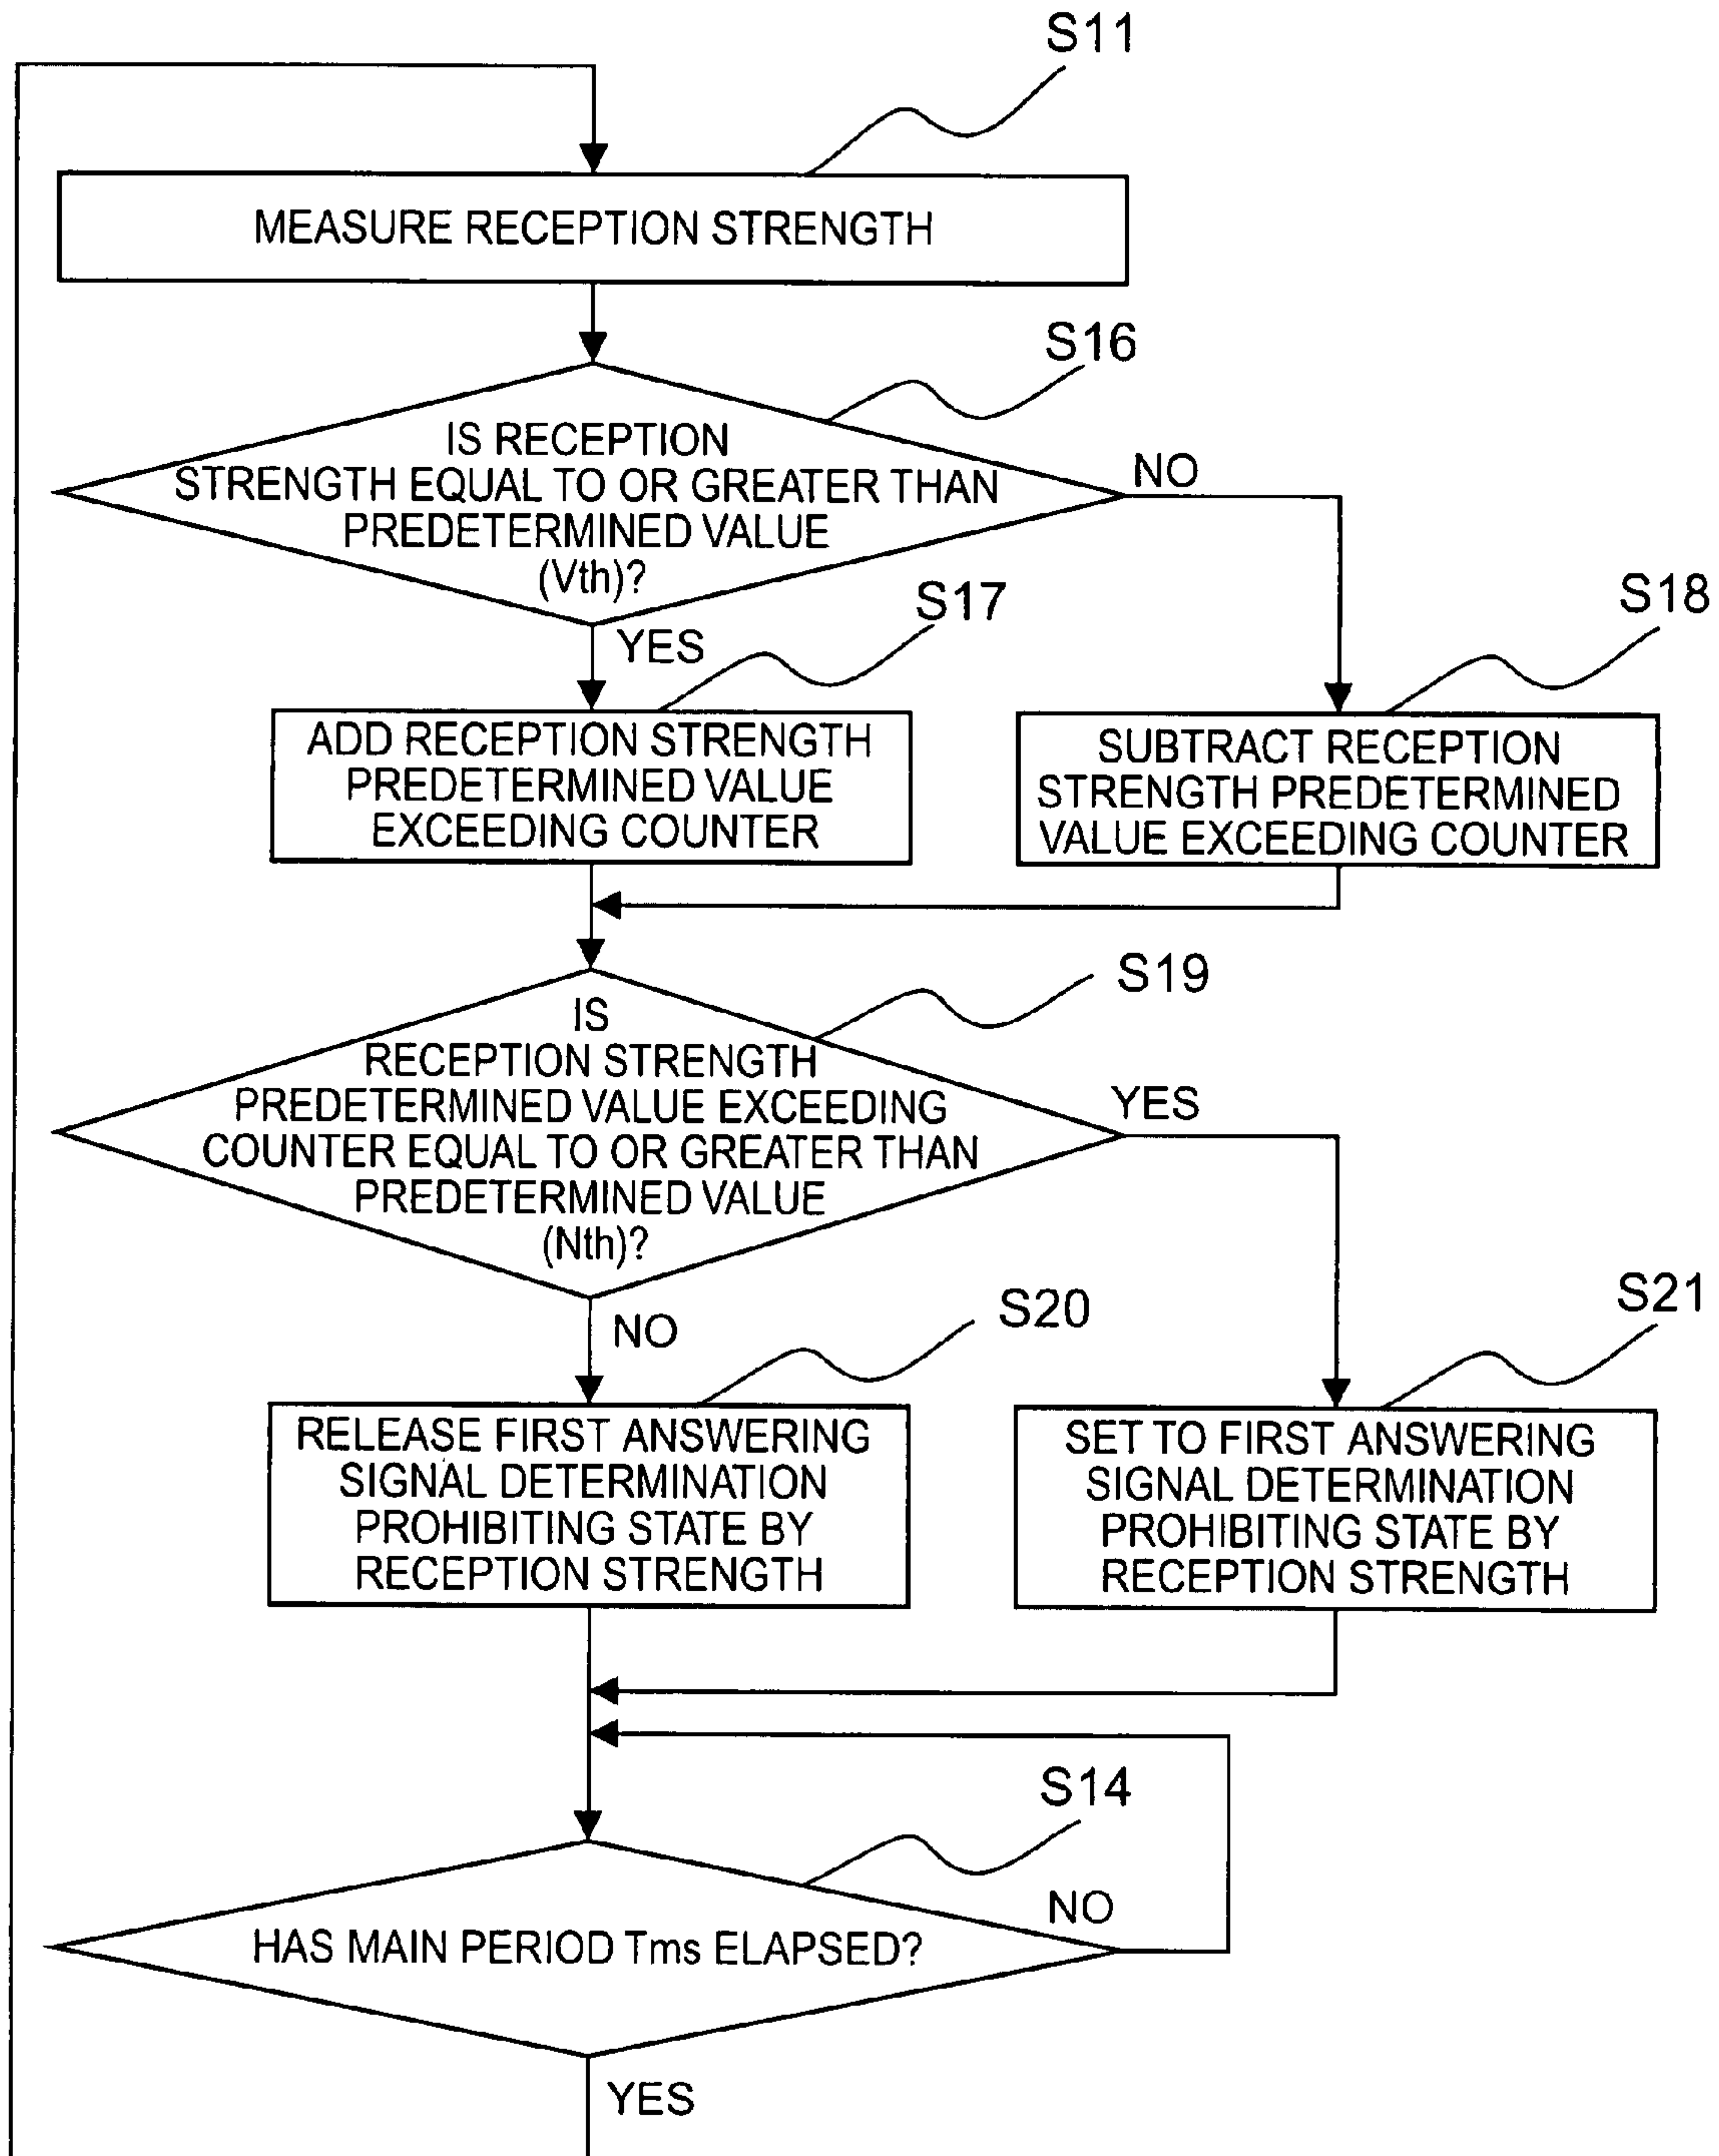 S11
MEASURE RECEPTION STRENGTH
S16
IS RECEPTION
STRENGTH EQUAL TO OR GREATER THAN
PREDETERMINED VALUE
(Vth)?
NO
YES
S17
S18
ADD RECEPTION STRENGTH
PREDETERMINED VALUE
EXCEEDING COUNTER
SUBTRACT RECEPTION
STRENGTH PREDETERMINED
VALUE EXCEEDING COUNTER
S19
IS
RECEPTION STRENGTH
PREDETERMINED VALUE EXCEEDING
COUNTER EQUAL TO OR GREATER THAN
PREDETERMINED VALUE
(Nth)?
YES
NO
S20
S21
RELEASE FIRST ANSWERING
SIGNAL DETERMINATION
PROHIBITING STATE BY
RECEPTION STRENGTH
SET TO FIRST ANSWERING
SIGNAL DETERMINATION
PROHIBITING STATE BY
RECEPTION STRENGTH
S14
HAS MAIN PERIOD Tms ELAPSED?
NO
YES